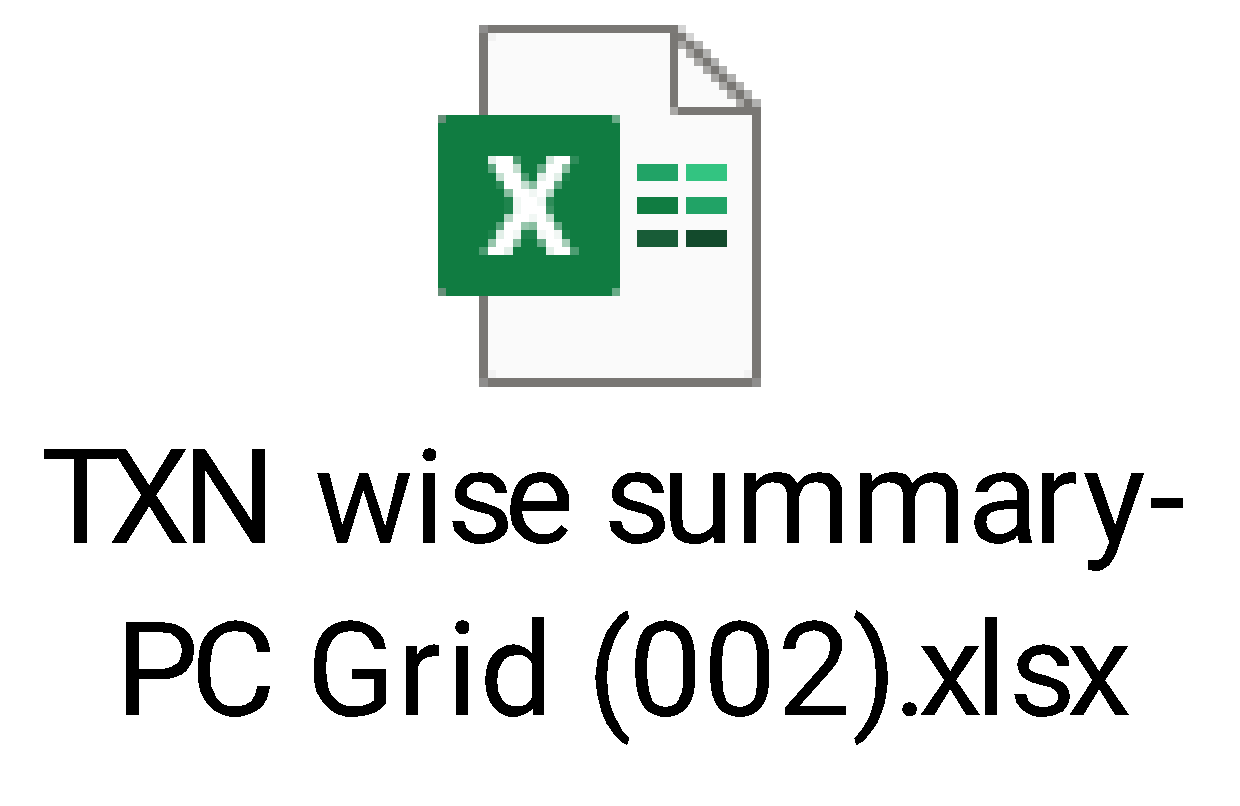 X
TXN wise summary-
PC Grid (002).xlsx